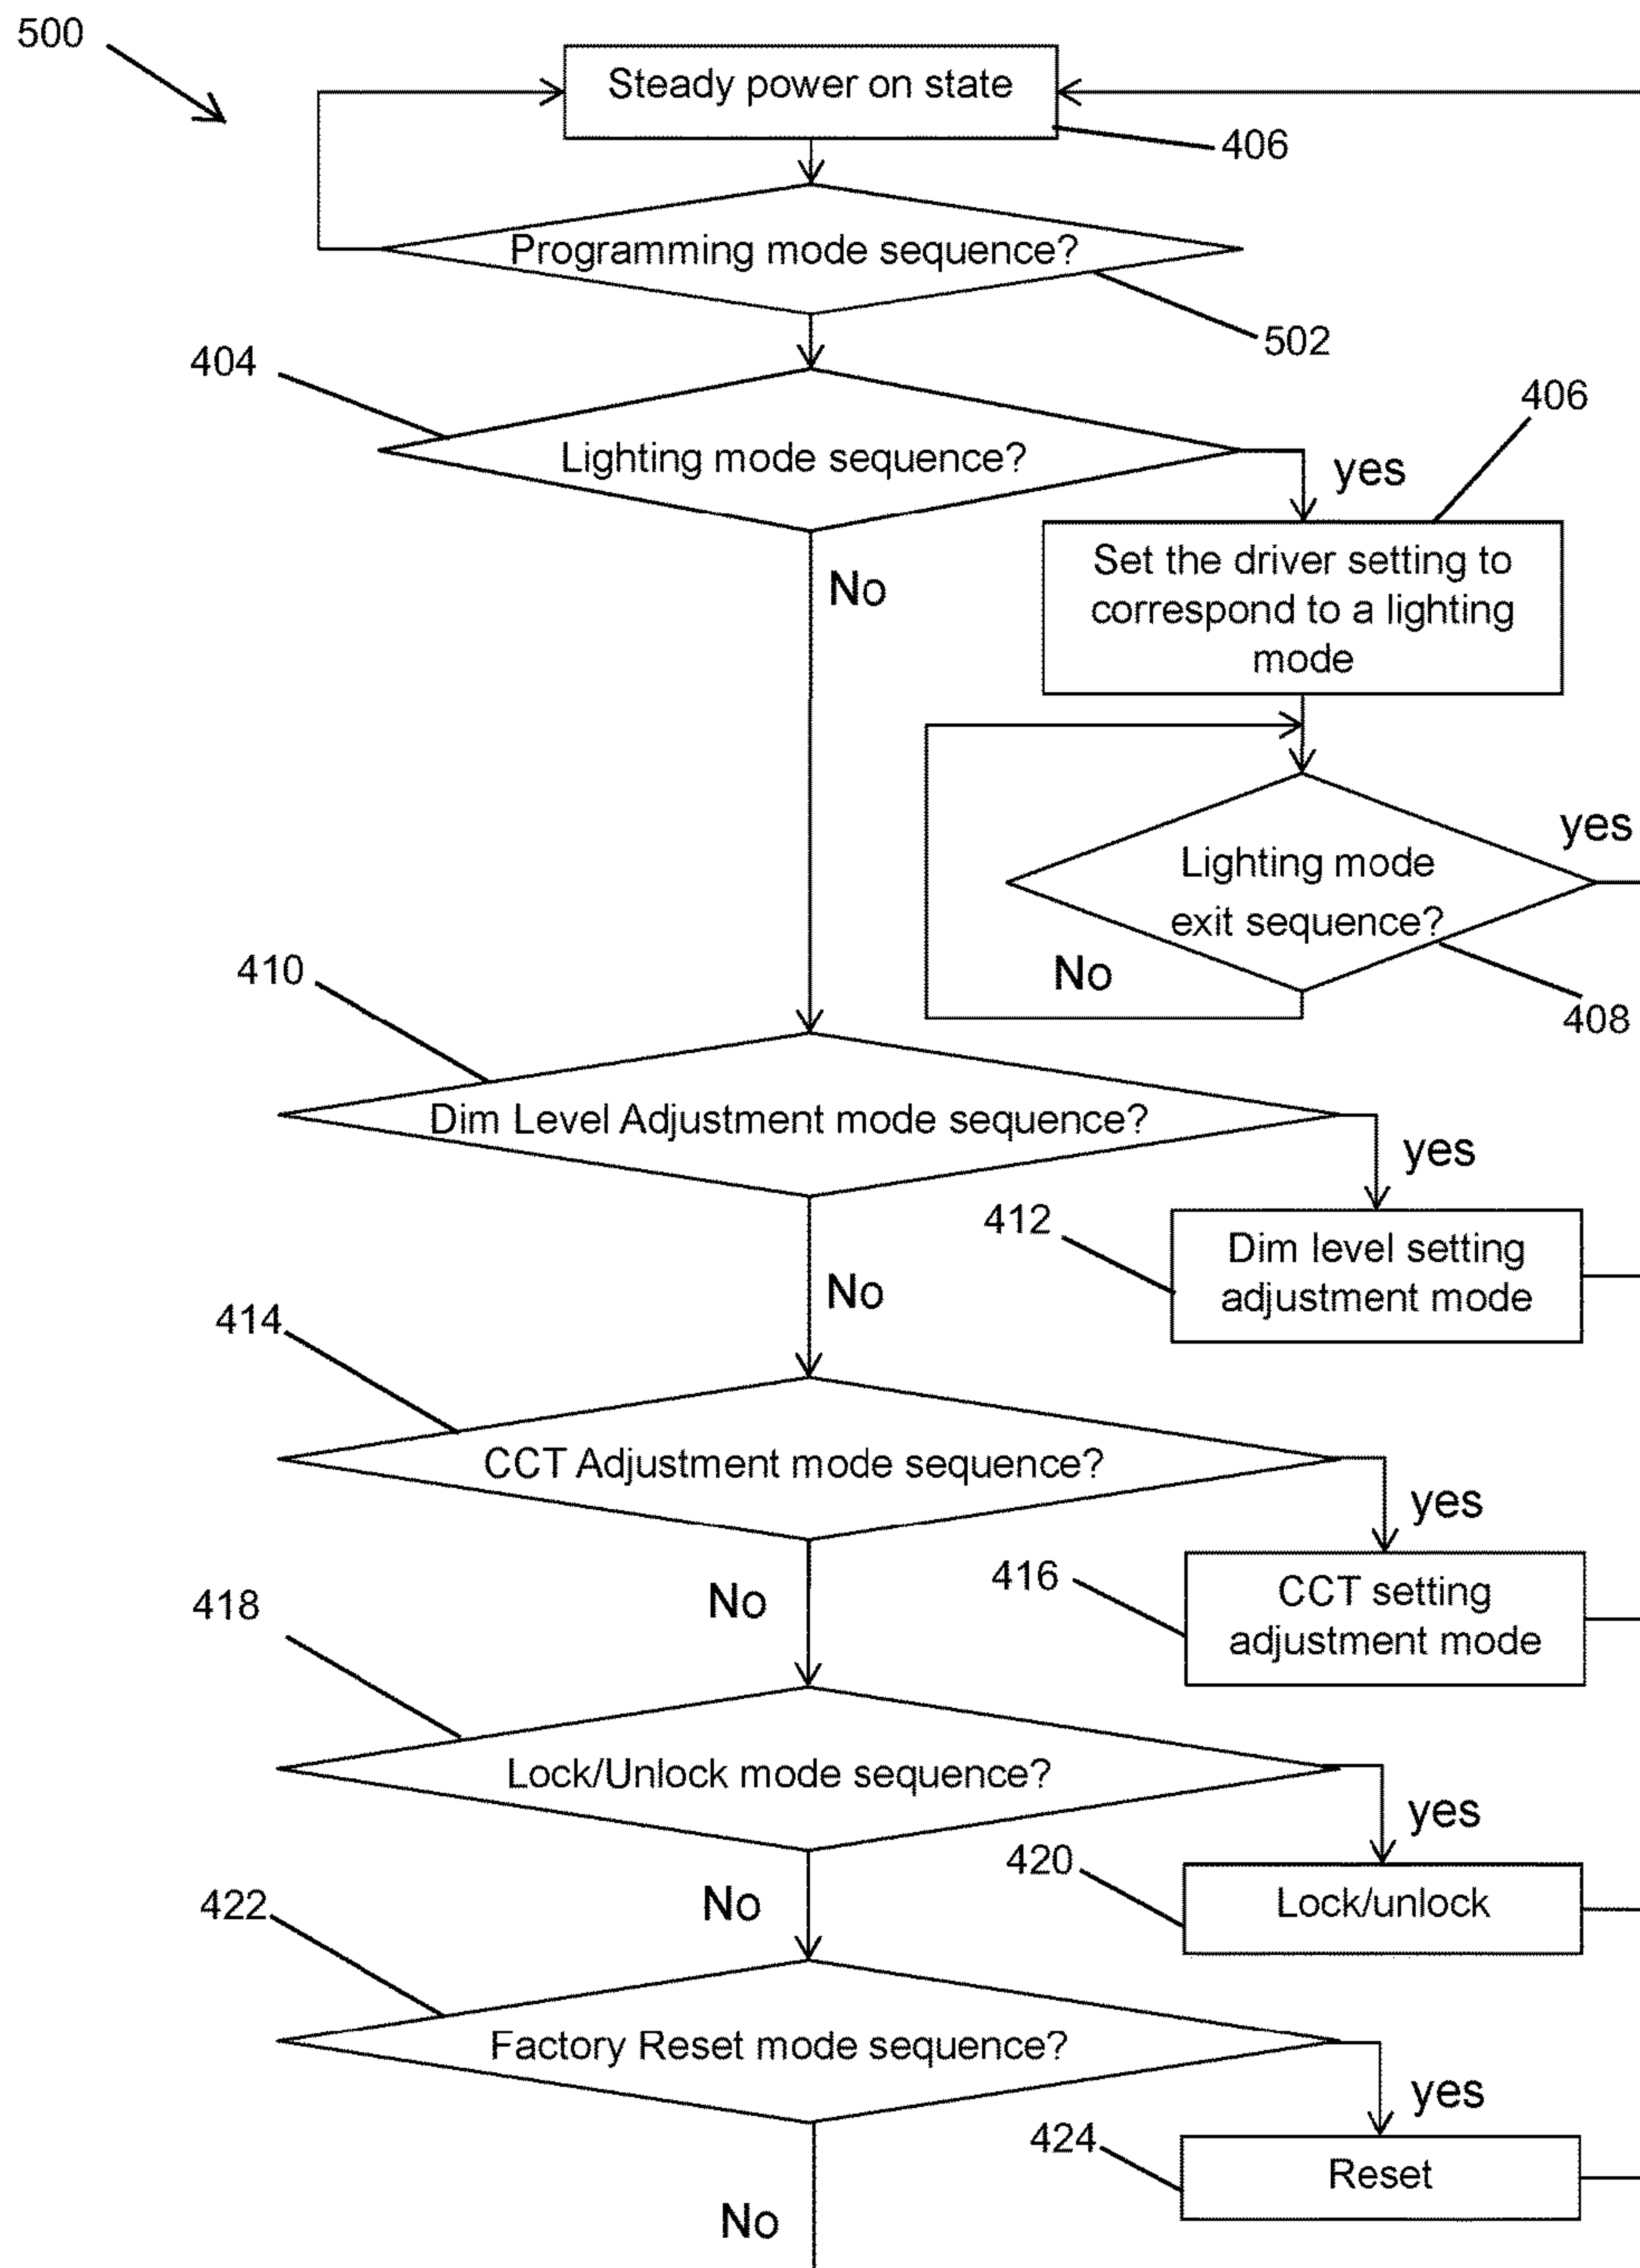 500
Steady power on state
406
Programming mode sequence?
502
404
Lighting mode sequence?
yes
406
No
Set the driver setting to
correspond to a lighting
mode
yes
Lighting mode
exit sequence?
No
408
410
Dim Level Adjustment mode sequence?
yes
412
Dim level setting
adjustment mode
No
414
CCT Adjustment mode sequence?
yes
416
CCT setting
adjustment mode
No
418
Lock/Unlock mode sequence?
yes
420
Lock/unlock
No
422
Factory Reset mode sequence?
yes
424
Reset
No